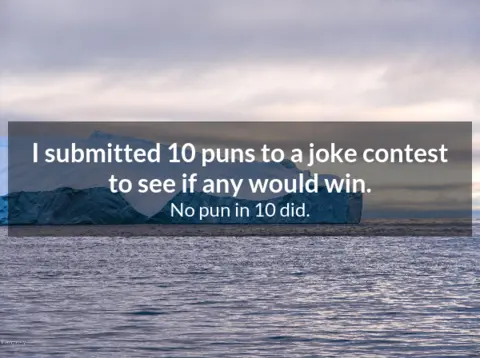 I submitted 10 puns to a joke contest
to see if any would win.
No pun in 10 did.